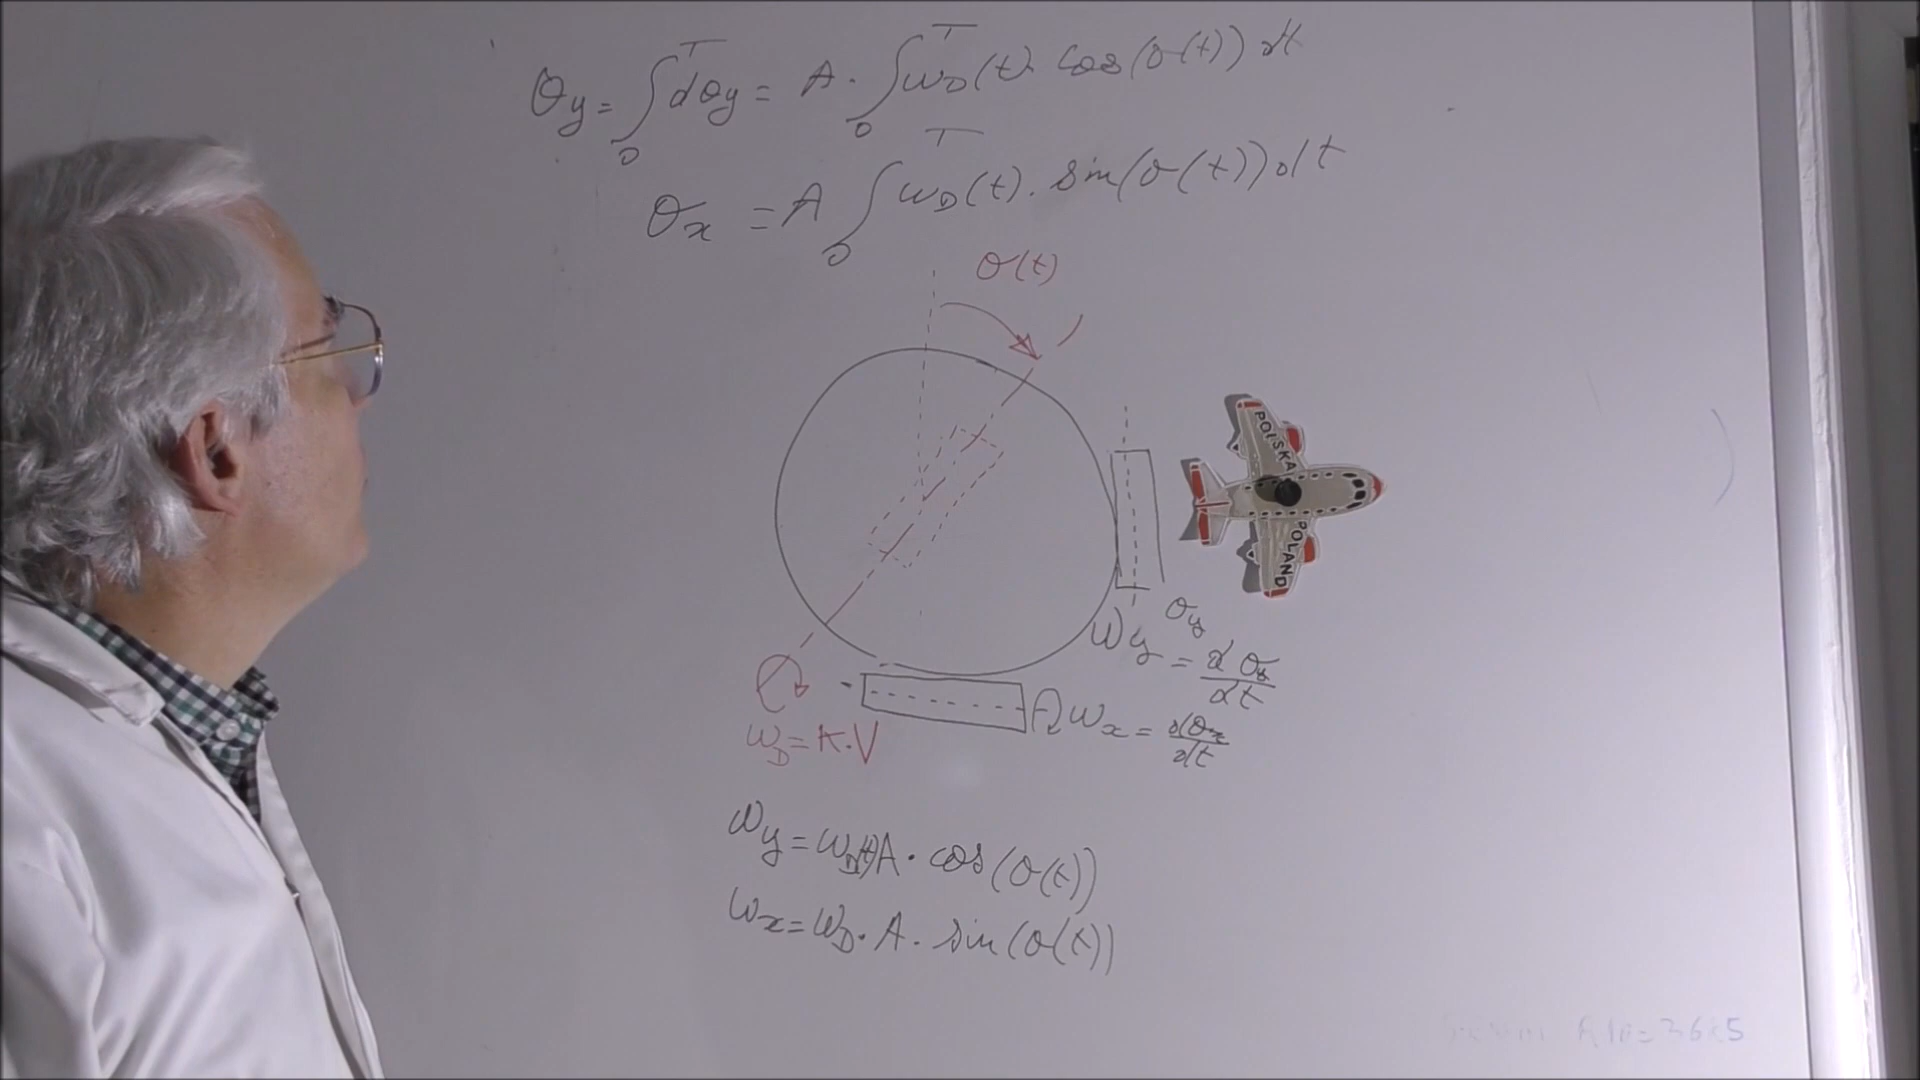 θy = ∫₀ᵀ dθy = A · ∫₀ᵀ ωD(t) · cos(θ(t)) dt
θx = A ∫₀ᵀ ωD(t) · sin(θ(t)) dt
θ(t)
POLSKA
POLAND
θy
ωy = dθy/dt
ωx = dθx/dt
ωD = K·V
ωy = ωD(t)A · cos(θ(t))
ωx = ωD · A · sin(θ(t))